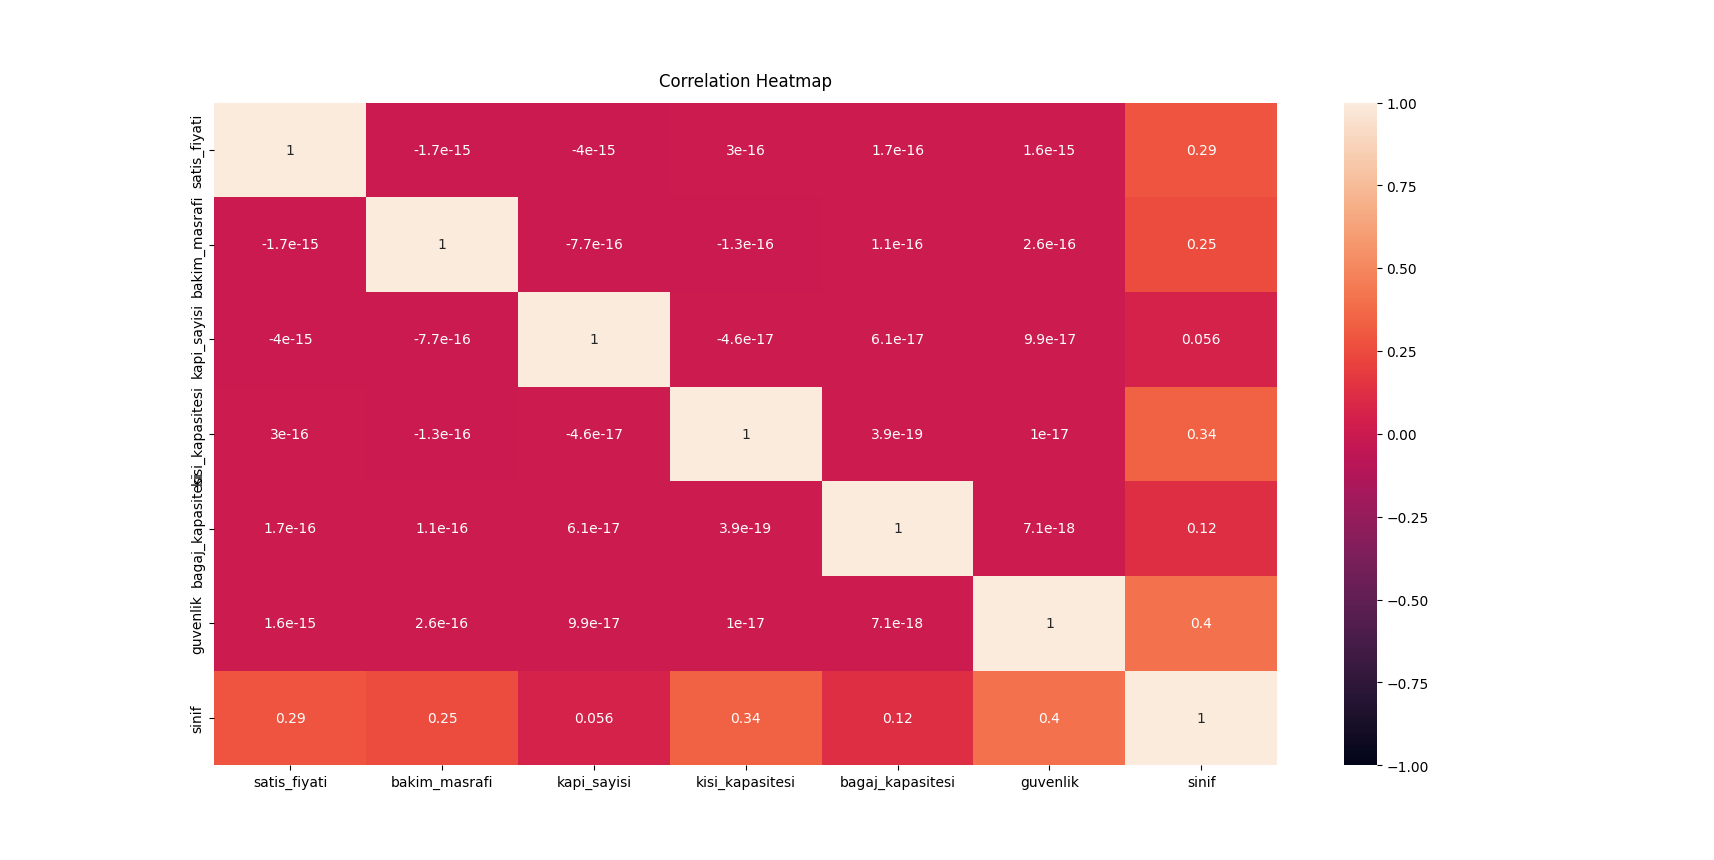 Correlation Heatmap
satis_fiyati 1 -1.7e-15 -4e-15 3e-16 1.7e-16 1.6e-15 0.29
bakim_masrafi -1.7e-15 1 -7.7e-16 -1.3e-16 1.1e-16 2.6e-16 0.25
kapi_sayisi -4e-15 -7.7e-16 1 -4.6e-17 6.1e-17 9.9e-17 0.056
kisi_kapasitesi 3e-16 -1.3e-16 -4.6e-17 1 3.9e-19 1e-17 0.34
bagaj_kapasitesi 1.7e-16 1.1e-16 6.1e-17 3.9e-19 1 7.1e-18 0.12
guvenlik 1.6e-15 2.6e-16 9.9e-17 1e-17 7.1e-18 1 0.4
sinif 0.29 0.25 0.056 0.34 0.12 0.4 1
satis_fiyati bakim_masrafi kapi_sayisi kisi_kapasitesi bagaj_kapasitesi guvenlik sinif
1.00
0.75
0.50
0.25
0.00
−0.25
−0.50
−0.75
−1.00